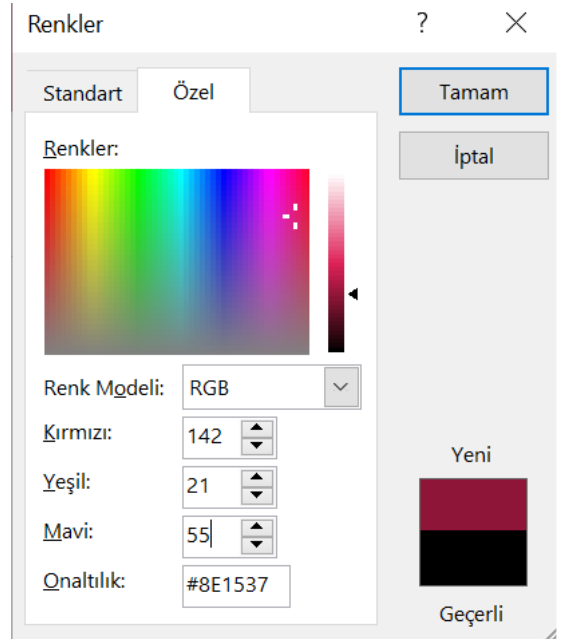 Renkler ?
Standart Özel
Tamam
İptal
Renkler:
Renk Modeli: RGB
Kırmızı: 142
Yeşil: 21
Mavi: 55
Onaltılık: #8E1537
Yeni
Geçerli